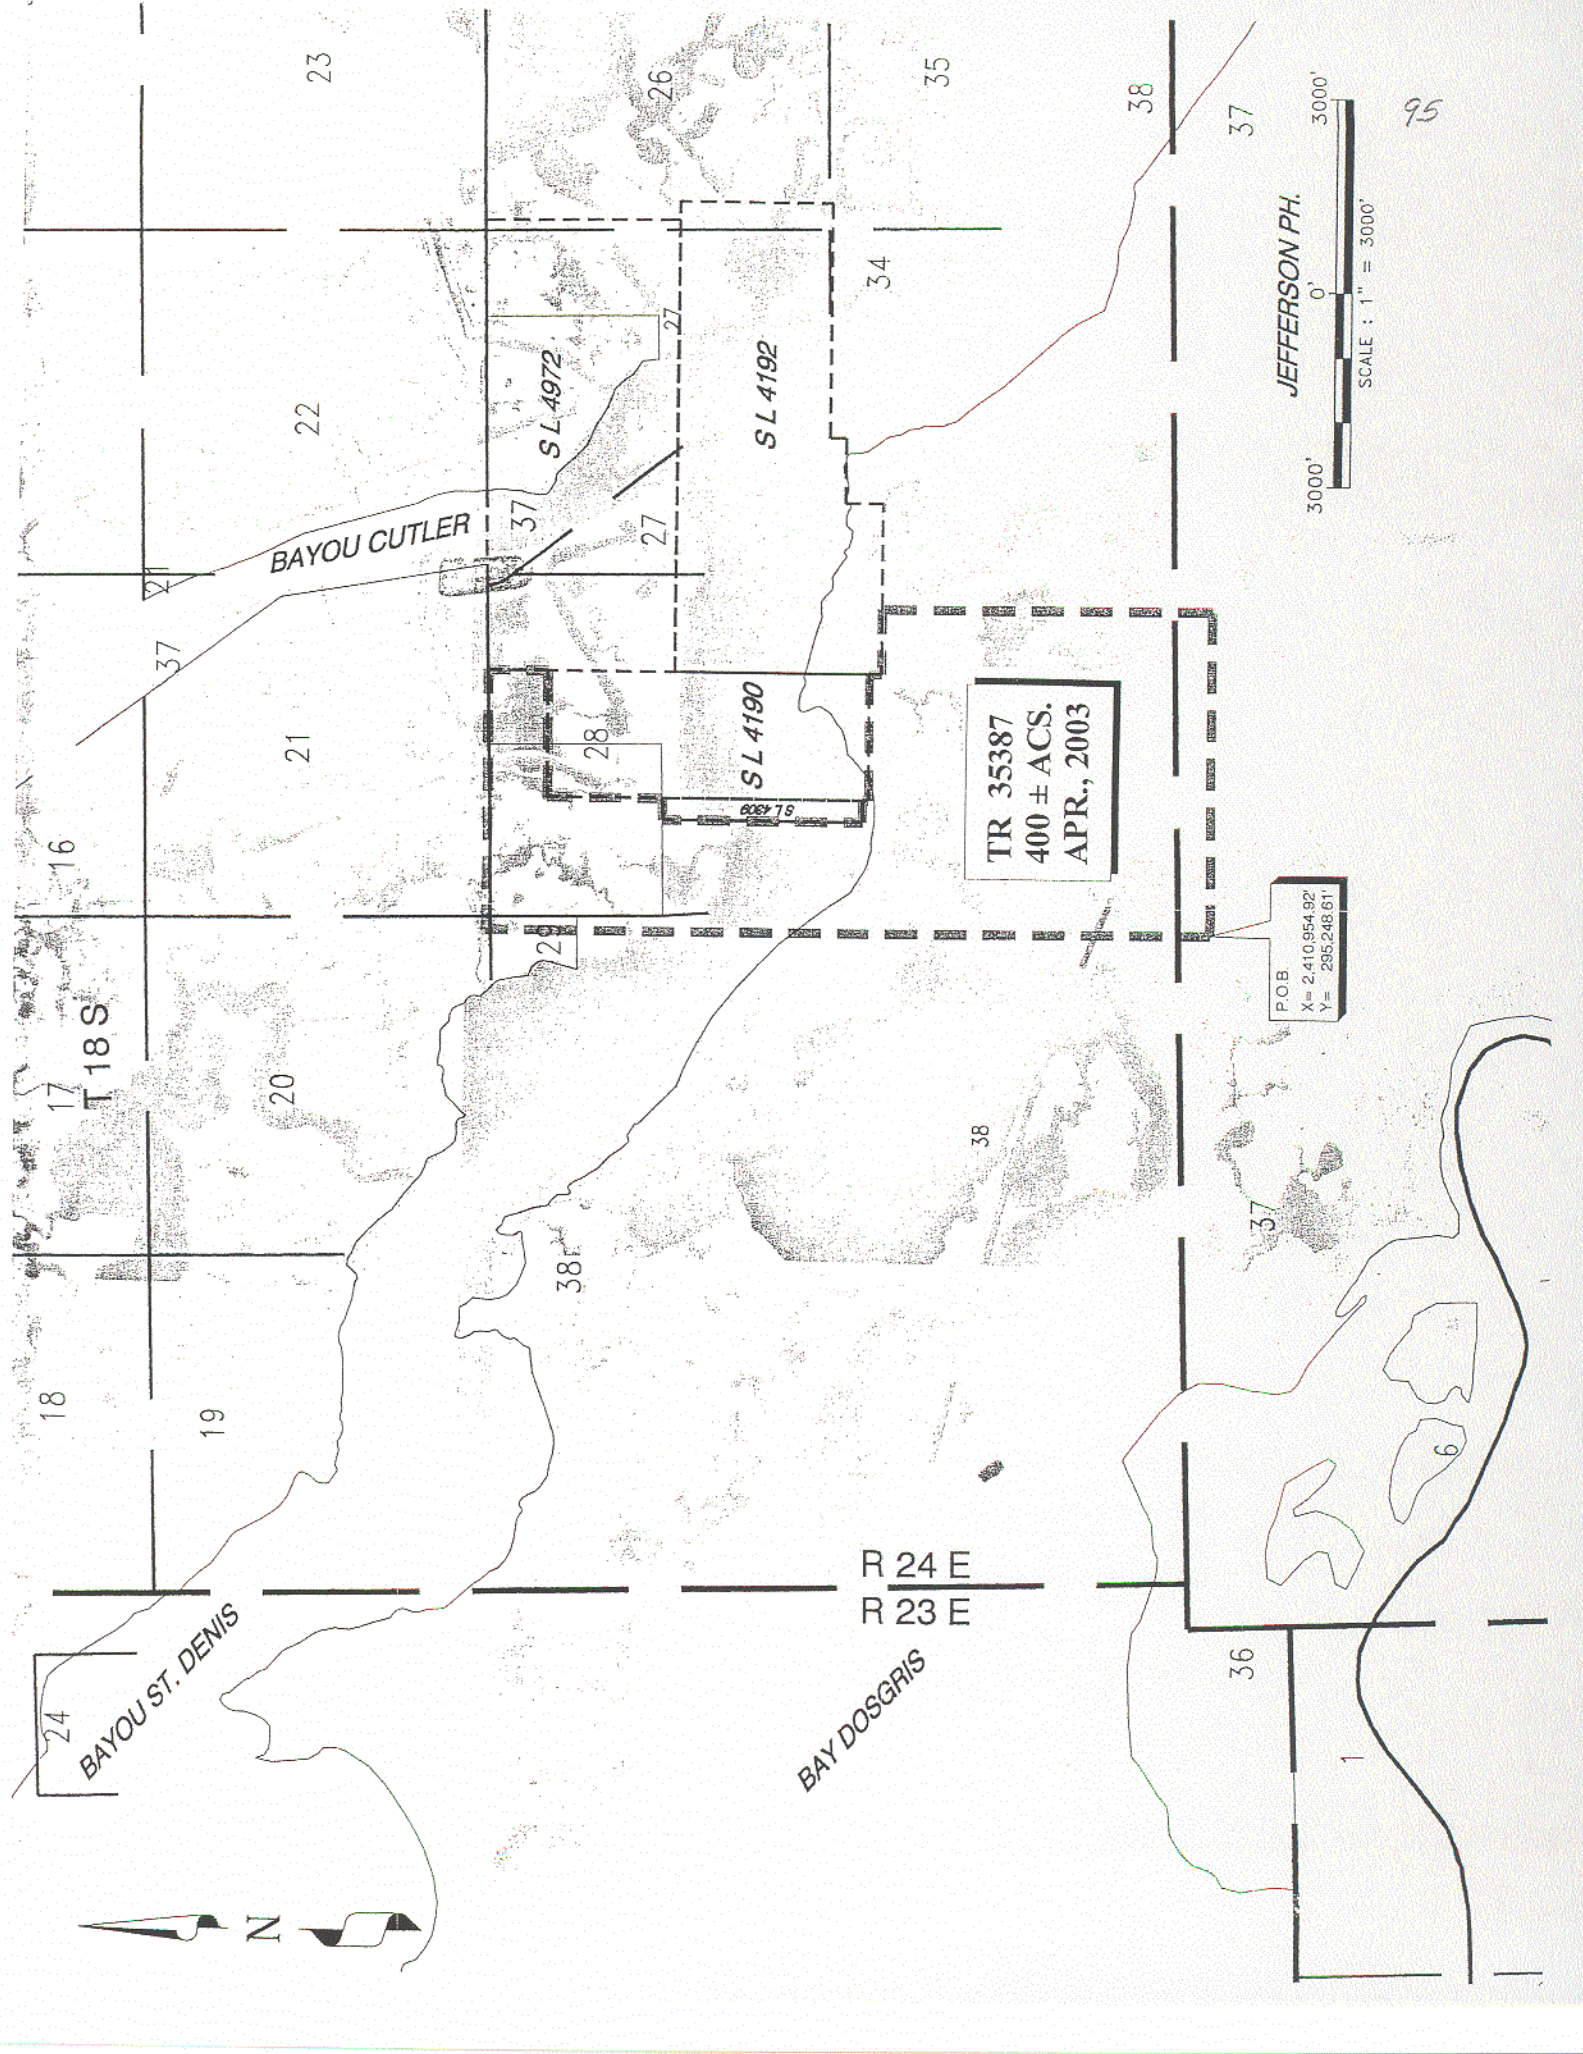 23
26
35
38
37
22
27
34
S L 4972
S L 4192
BAYOU CUTLER
37
27
21
37
21
28
S L 4190
S L 4309
16
29
TR 35387
400 ± ACS.
APR., 2003
P.O.B.
X= 2,410,954.92'
Y= 295,248.61'
17
T 18 S
20
38
38
37
18
19
6
R 24 E
R 23 E
24
BAYOU ST. DENIS
BAY DOSGRIS
36
1
N
JEFFERSON PH.
3000'
0'
3000'
SCALE : 1" = 3000'
95